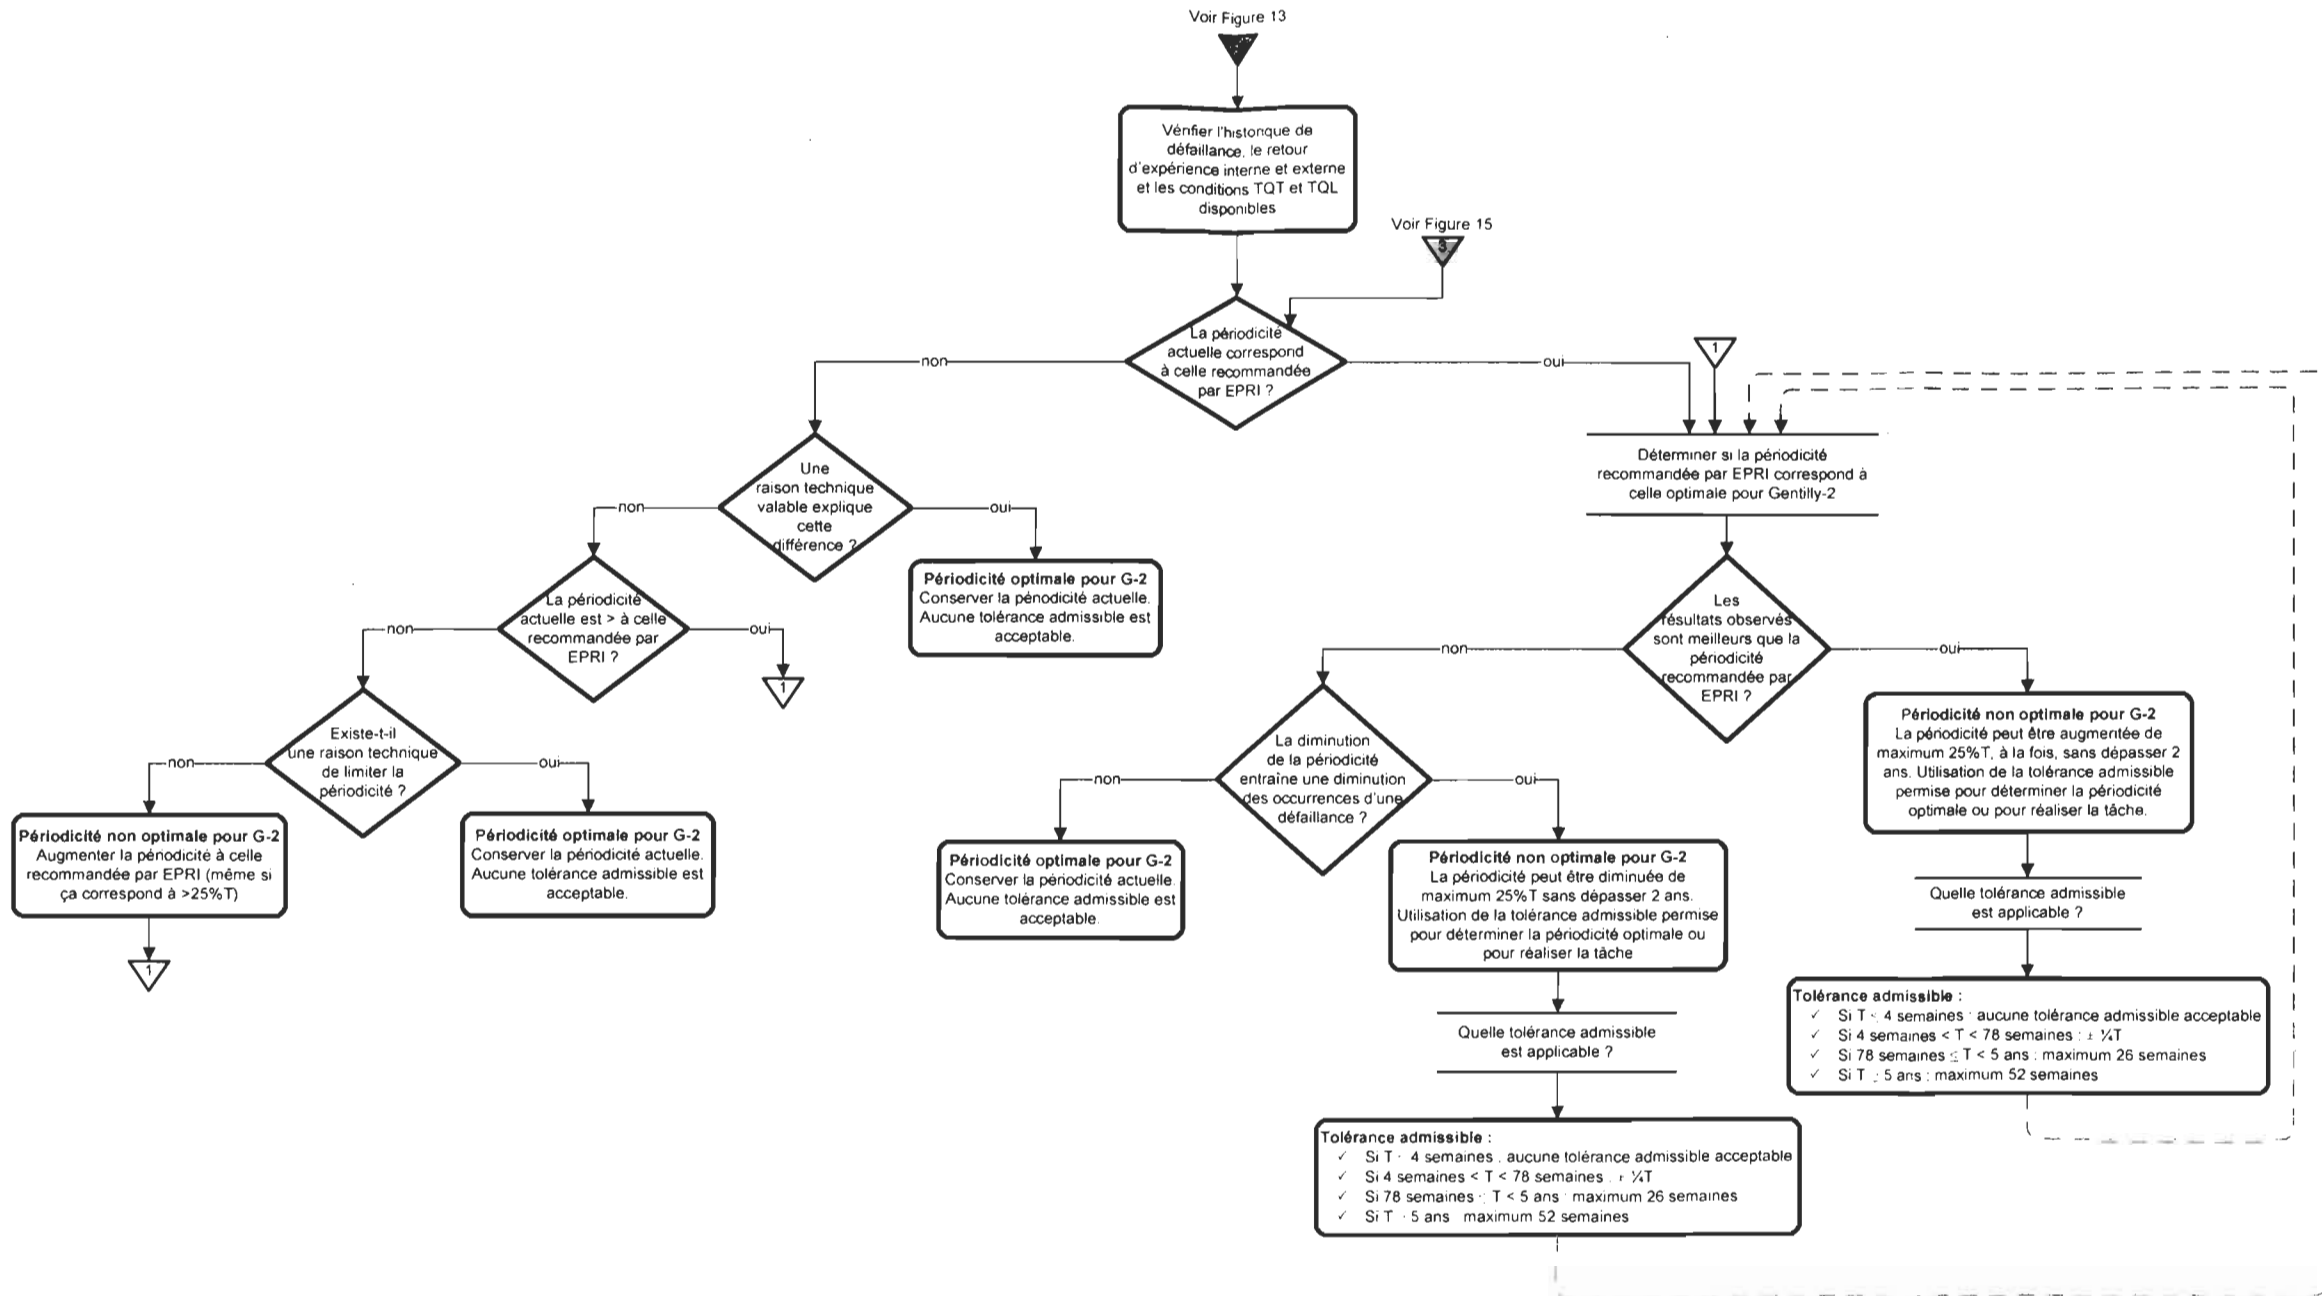 Voir Figure 13
Vérifier l'historique de
défaillance, le retour
d'expérience interne et externe
et les conditions TQT et TQL
disponibles
Voir Figure 15
3
La périodicité
actuelle correspond
à celle recommandée
par EPRI ?
non
oui
1
Une
raison technique
valable explique
cette
différence ?
non
oui
Déterminer si la périodicité
recommandée par EPRI correspond à
celle optimale pour Gentilly-2
Périodicité optimale pour G-2
Conserver la périodicité actuelle.
Aucune tolérance admissible est
acceptable.
La périodicité
actuelle est > à celle
recommandée par
EPRI ?
non
oui
1
Les
résultats observés
sont meilleurs que la
périodicité
recommandée par
EPRI ?
non
oui
Existe-t-il
une raison technique
de limiter la
périodicité ?
non
oui
Périodicité non optimale pour G-2
La périodicité peut être augmentée de
maximum 25%T, à la fois, sans dépasser 2
ans. Utilisation de la tolérance admissible
permise pour déterminer la périodicité
optimale ou pour réaliser la tâche.
La diminution
de la périodicité
entraîne une diminution
des occurrences d'une
défaillance ?
non
oui
Périodicité non optimale pour G-2
Augmenter la périodicité à celle
recommandée par EPRI (même si
ça correspond à >25%T)
1
Périodicité optimale pour G-2
Conserver la périodicité actuelle.
Aucune tolérance admissible est
acceptable.
Périodicité optimale pour G-2
Conserver la périodicité actuelle.
Aucune tolérance admissible est
acceptable.
Périodicité non optimale pour G-2
La périodicité peut être diminuée de
maximum 25%T sans dépasser 2 ans.
Utilisation de la tolérance admissible permise
pour déterminer la périodicité optimale ou
pour réaliser la tâche
Quelle tolérance admissible
est applicable ?
Tolérance admissible :
✓ Si T 4 semaines : aucune tolérance admissible acceptable
✓ Si 4 semaines < T < 78 semaines : ± ¼T
✓ Si 78 semaines ≤ T < 5 ans : maximum 26 semaines
✓ Si T 5 ans : maximum 52 semaines
Quelle tolérance admissible
est applicable ?
Tolérance admissible :
✓ Si T 4 semaines aucune tolérance admissible acceptable
✓ Si 4 semaines < T < 78 semaines ¼T
✓ Si 78 semaines T < 5 ans maximum 26 semaines
✓ Si T 5 ans maximum 52 semaines